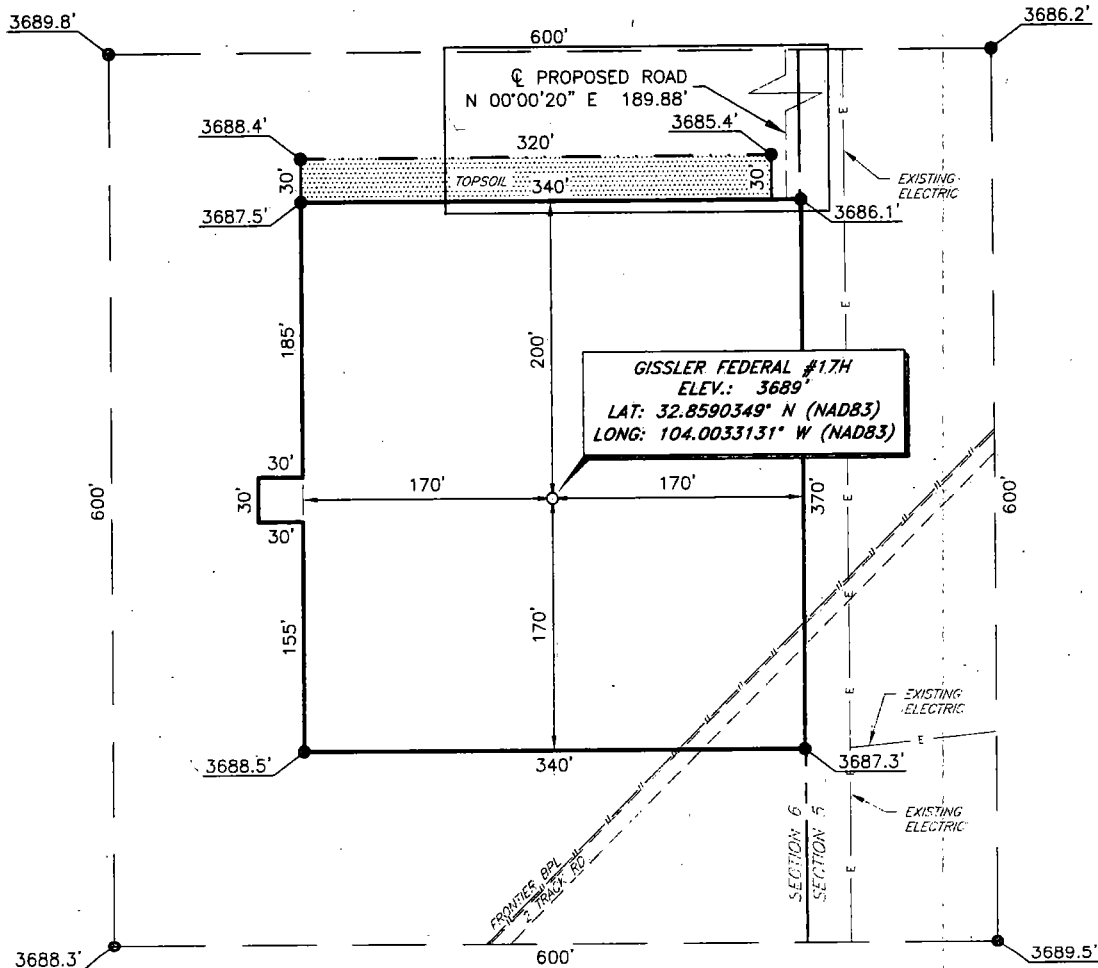 3689.8'
3686.2'
600'
℄ PROPOSED ROAD
N 00°00'20" E 189.88'
3688.4'
3685.4'
320'
30'
TOPSOIL
340'
30'
EXISTING
ELECTRIC
3687.5'
3686.1'
E
E
185'
200'
GISSLER FEDERAL #17H
ELEV.: 3689'
LAT: 32.8590349° N (NAD83)
LONG: 104.0033131° W (NAD83)
30'
600'
30'
170'
170'
370'
E
600'
30'
E
E
155'
170'
E
EXISTING
ELECTRIC
E
3688.5'
340'
3687.3'
E
EXISTING
ELECTRIC
SECTION 6
SECTION 5
E
FRONTIER BPL
2 TRACK RD
3688.3'
600'
3689.5'